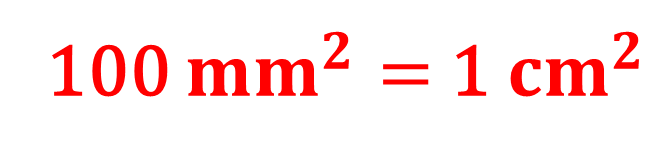 100 mm² = 1 cm²